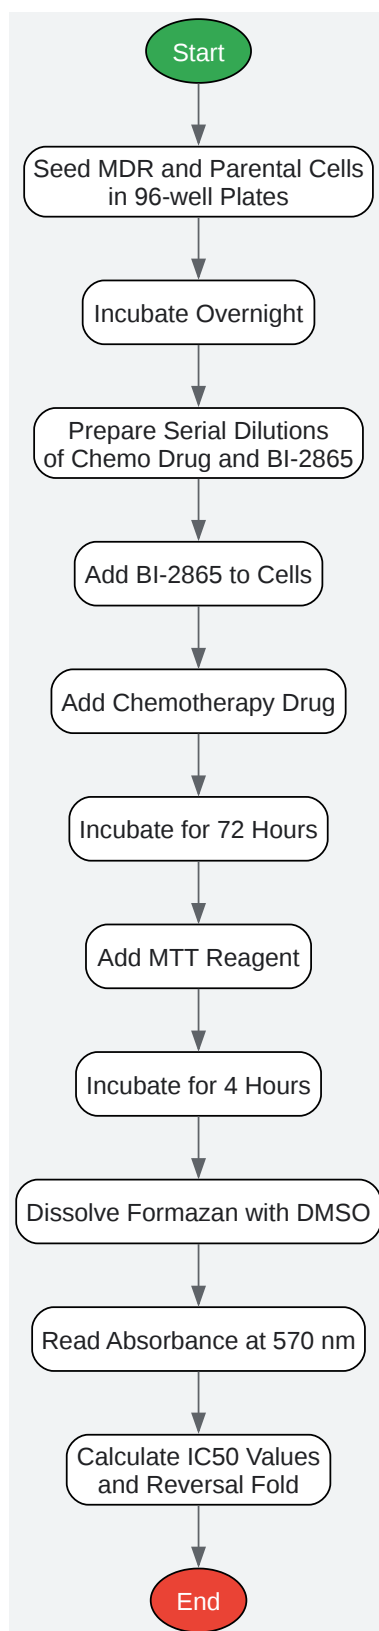 Start
Seed MDR and Parental Cells
in 96-well Plates
Incubate Overnight
Prepare Serial Dilutions
of Chemo Drug and BI-2865
Add BI-2865 to Cells
Add Chemotherapy Drug
Incubate for 72 Hours
Add MTT Reagent
Incubate for 4 Hours
Dissolve Formazan with DMSO
Read Absorbance at 570 nm
Calculate IC50 Values
and Reversal Fold
End